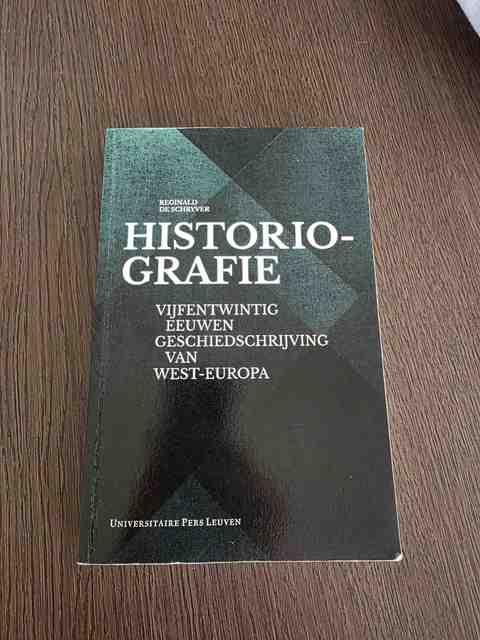 REGINALD
DE SCHRYVER
HISTORIO-
GRAFIE
VIJFENTWINTIG
EEUWEN
GESCHIEDSCHRIJVING
VAN
WEST-EUROPA
UNIVERSITAIRE PERS LEUVEN